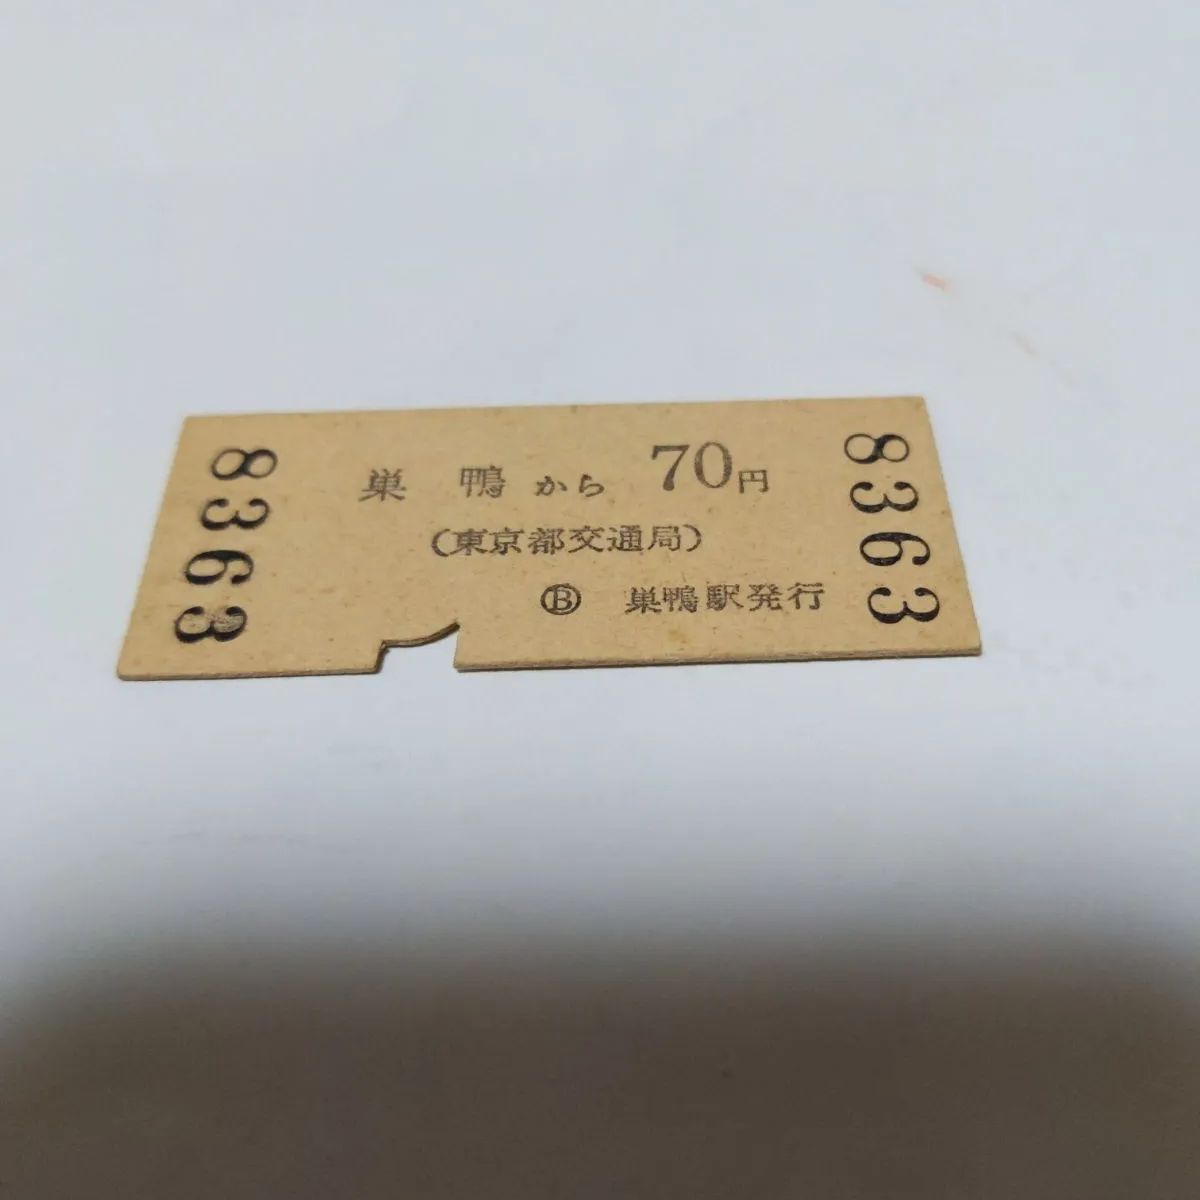 8363
巣鴨から 70円
(東京都交通局)
Ⓑ 巣鴨駅発行
8363